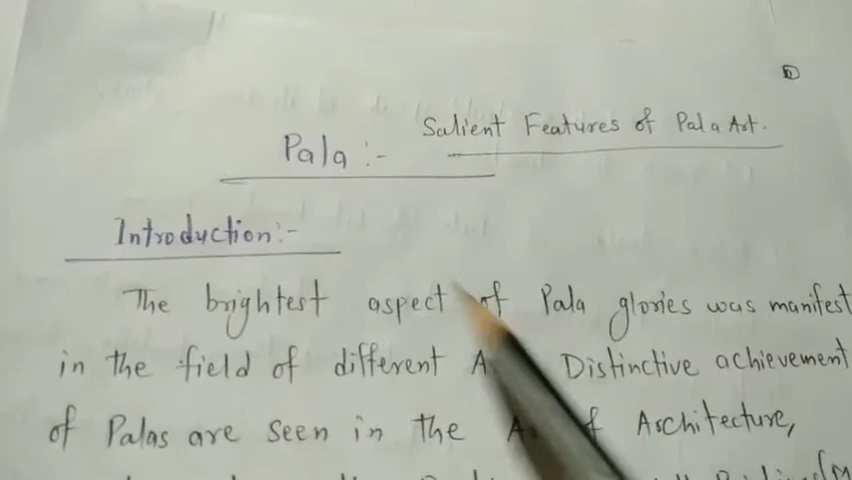 Salient Features of Pala Art.
Pala :-
Introduction:-
The brightest aspect of Pala glories was manifest
in the field of different Distinctive achievement
of Palas are seen in the of Architecture,